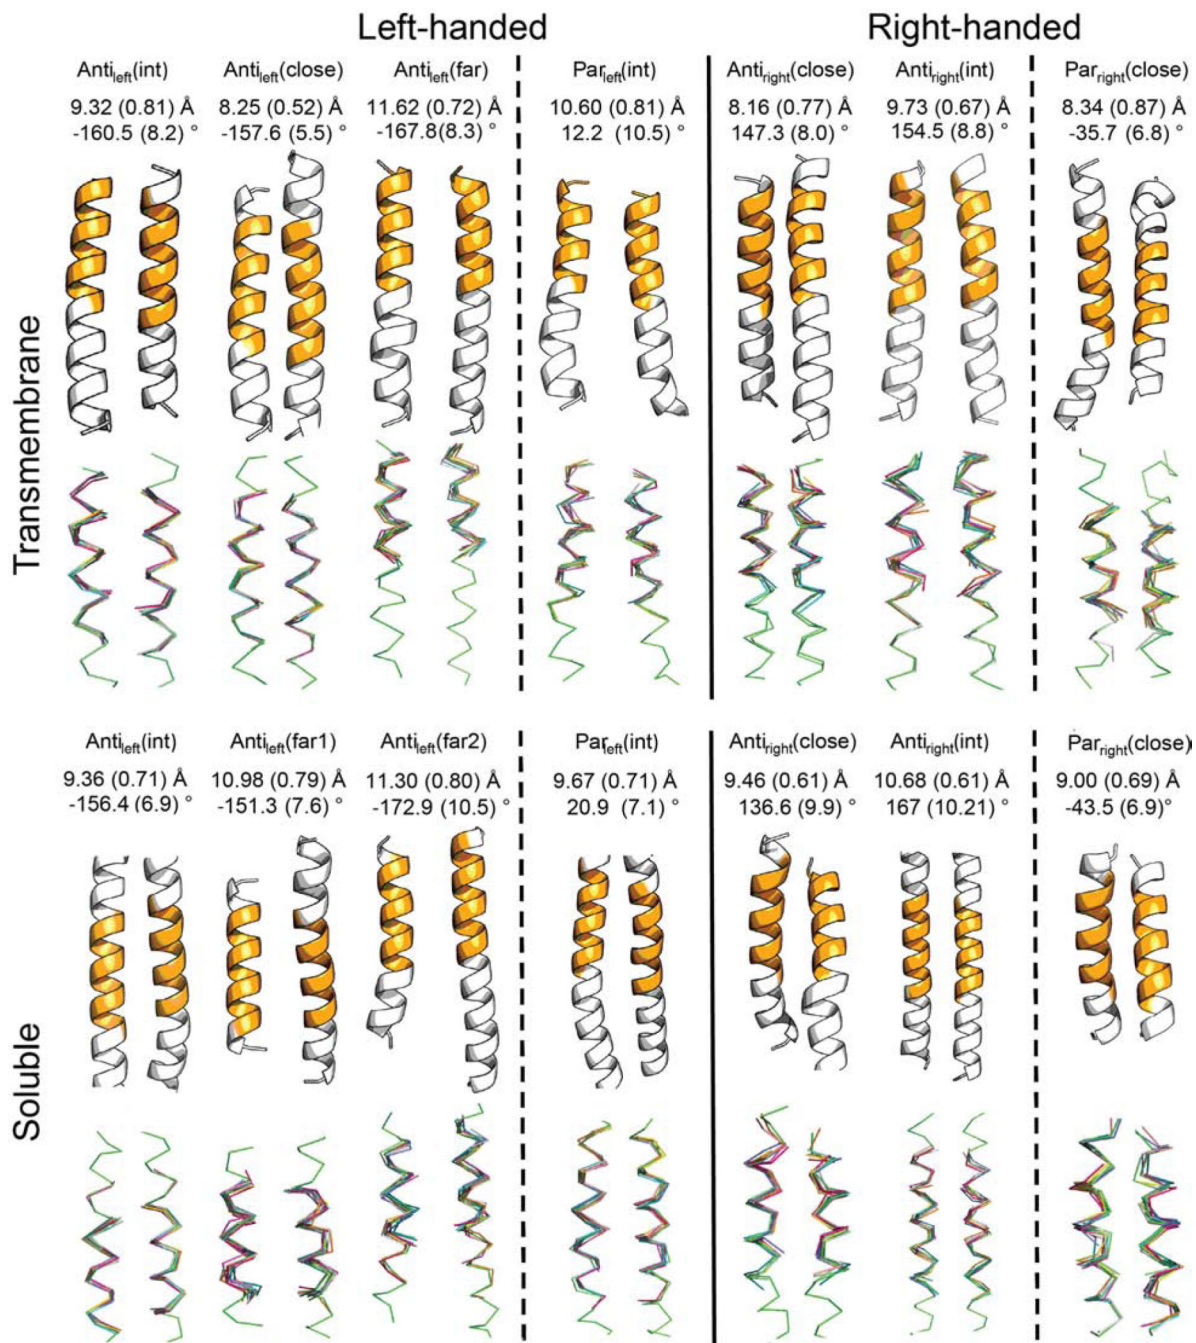 Left-handed
Right-handed
Anti_left(int)
9.32 (0.81) Å
-160.5 (8.2) °
Anti_left(close)
8.25 (0.52) Å
-157.6 (5.5) °
Anti_left(far)
11.62 (0.72) Å
-167.8(8.3) °
Par_left(int)
10.60 (0.81) Å
12.2 (10.5) °
Anti_right(close)
8.16 (0.77) Å
147.3 (8.0) °
Anti_right(int)
9.73 (0.67) Å
154.5 (8.8) °
Par_right(close)
8.34 (0.87) Å
-35.7 (6.8) °
Transmembrane
Anti_left(int)
9.36 (0.71) Å
-156.4 (6.9) °
Anti_left(far1)
10.98 (0.79) Å
-151.3 (7.6) °
Anti_left(far2)
11.30 (0.80) Å
-172.9 (10.5) °
Par_left(int)
9.67 (0.71) Å
20.9 (7.1) °
Anti_right(close)
9.46 (0.61) Å
136.6 (9.9) °
Anti_right(int)
10.68 (0.61) Å
167 (10.21) °
Par_right(close)
9.00 (0.69) Å
-43.5 (6.9)°
Soluble